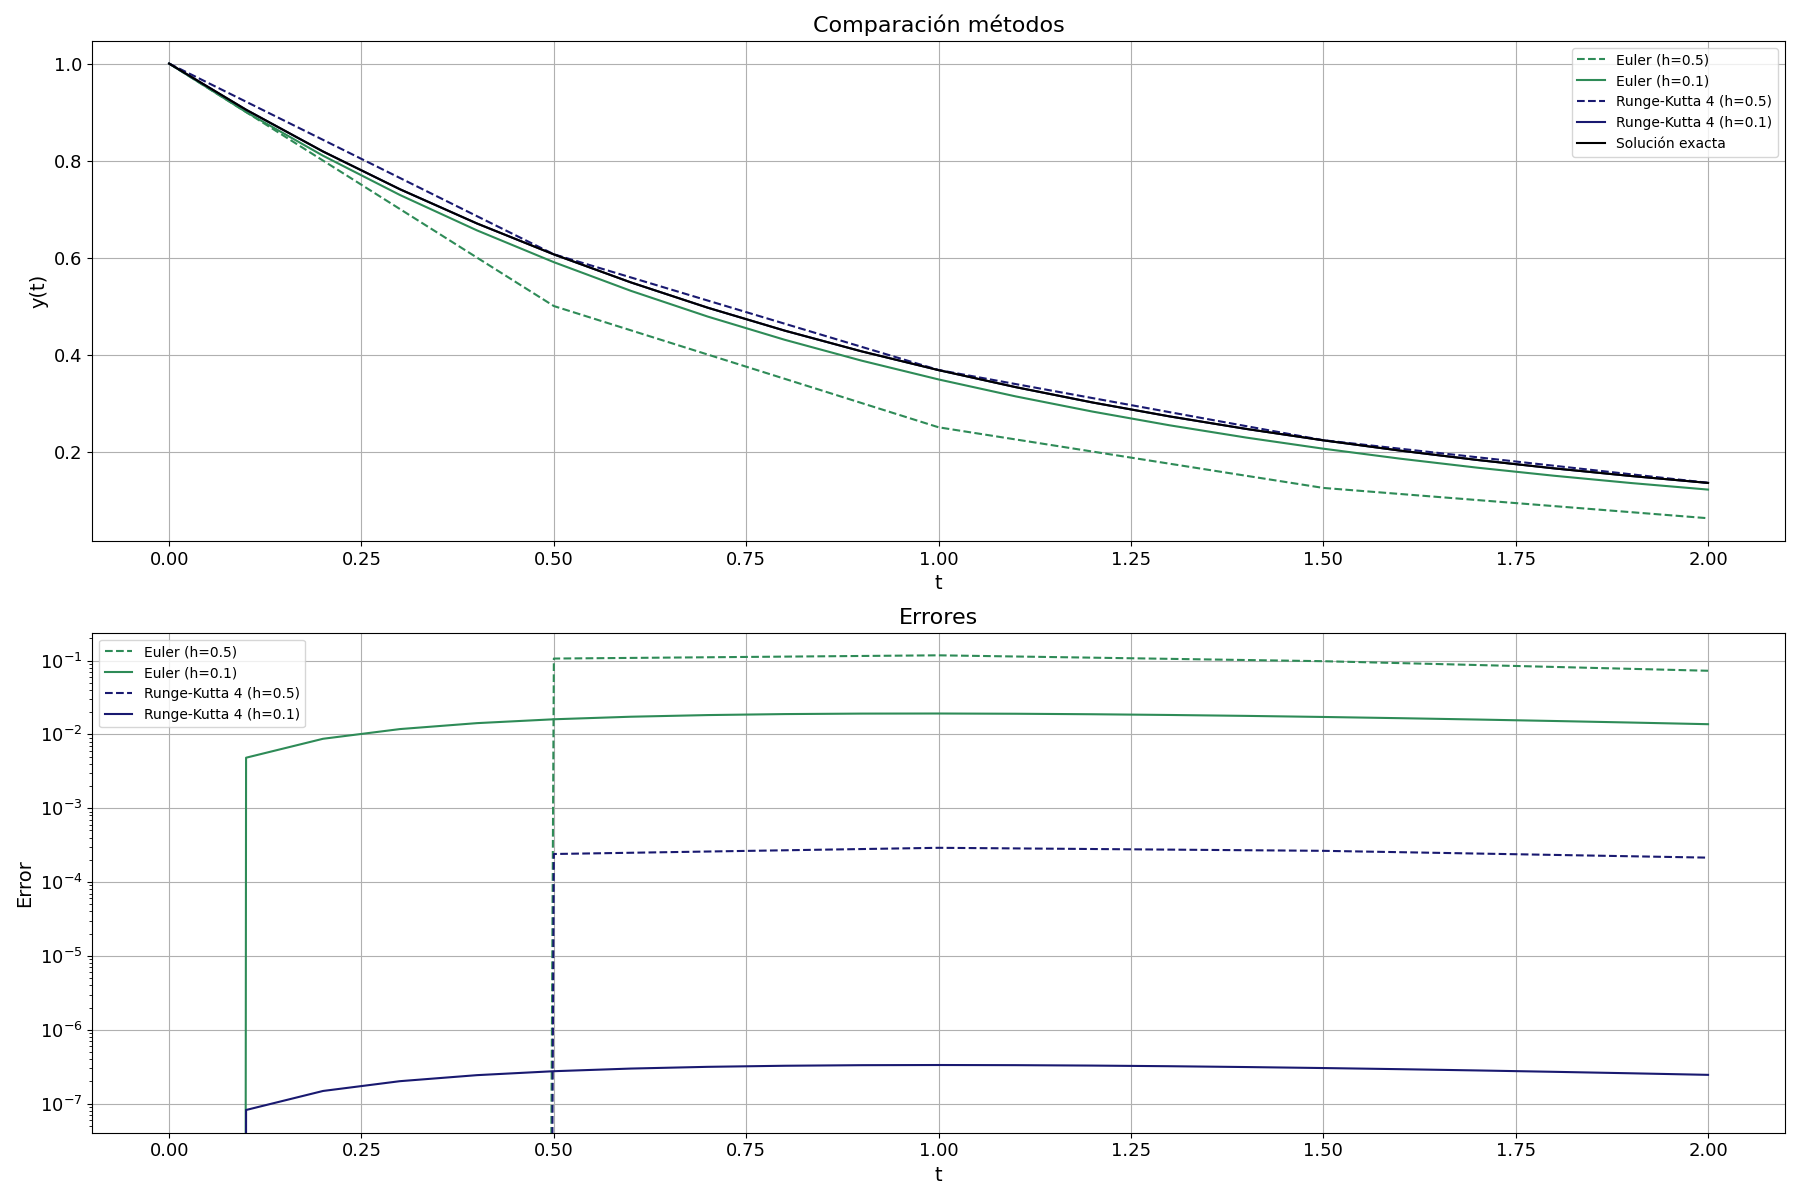 Comparación métodos
Euler (h=0.5)
Euler (h=0.1)
Runge-Kutta 4 (h=0.5)
Runge-Kutta 4 (h=0.1)
Solución exacta
1.0
0.8
0.6
0.4
0.2
y(t)
0.00 0.25 0.50 0.75 1.00 1.25 1.50 1.75 2.00
t
Errores
Euler (h=0.5)
Euler (h=0.1)
Runge-Kutta 4 (h=0.5)
Runge-Kutta 4 (h=0.1)
10⁻¹
10⁻²
10⁻³
10⁻⁴
10⁻⁵
10⁻⁶
10⁻⁷
Error
0.00 0.25 0.50 0.75 1.00 1.25 1.50 1.75 2.00
t